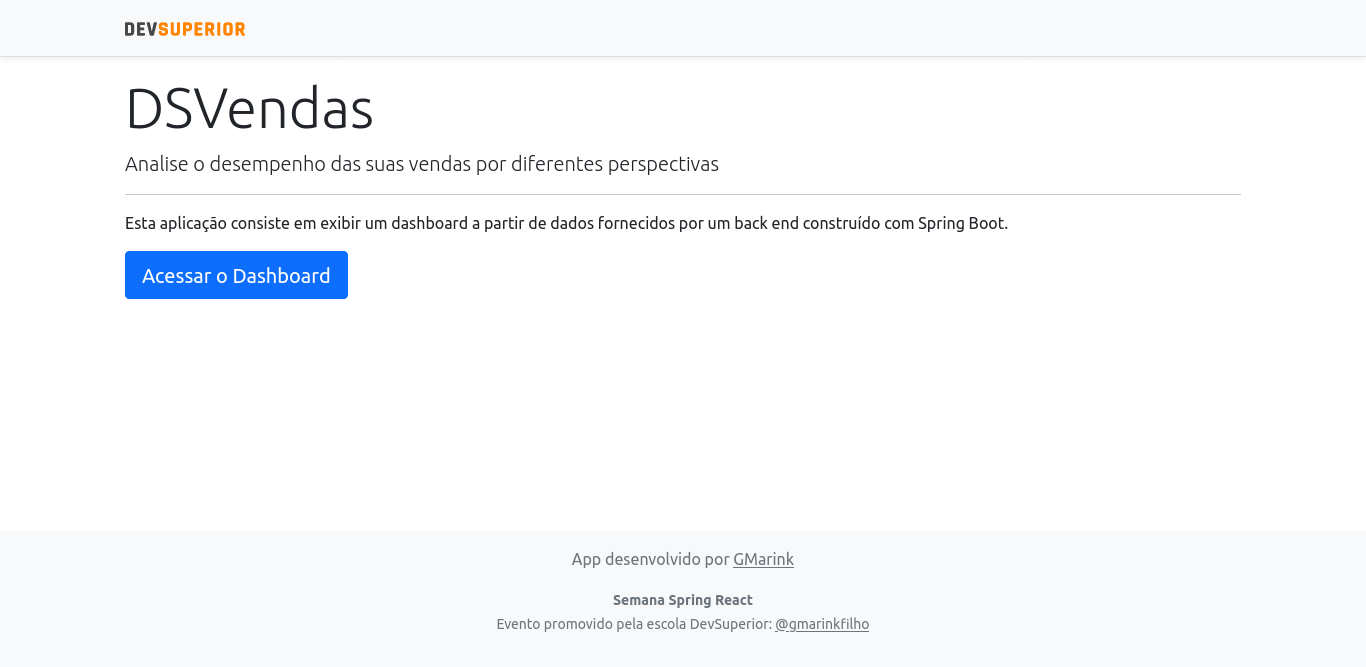 DEVSUPERIOR
DSVendas
Analise o desempenho das suas vendas por diferentes perspectivas
Esta aplicação consiste em exibir um dashboard a partir de dados fornecidos por um back end construído com Spring Boot.
Acessar o Dashboard
App desenvolvido por GMarink
Semana Spring React
Evento promovido pela escola DevSuperior: @gmarinkfilho